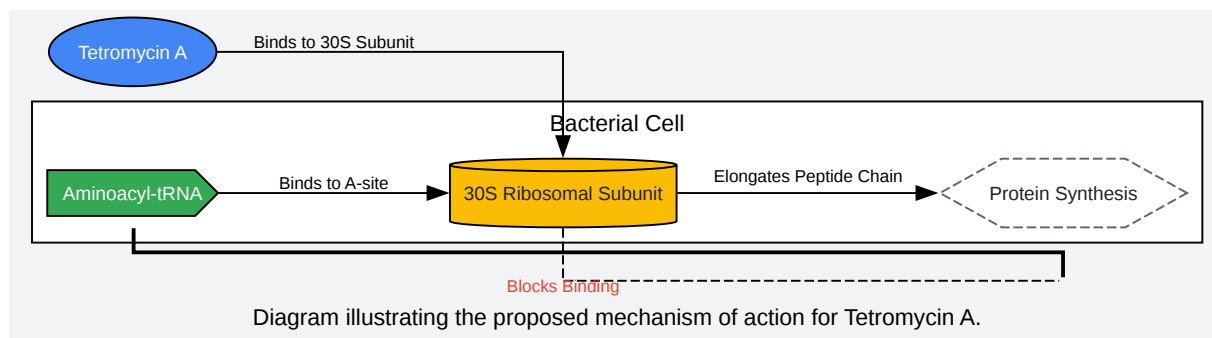 Tetromycin A
Binds to 30S Subunit
Bacterial Cell
Aminoacyl-tRNA
Binds to A-site
30S Ribosomal Subunit
Elongates Peptide Chain
Protein Synthesis
Blocks Binding
Diagram illustrating the proposed mechanism of action for Tetromycin A.